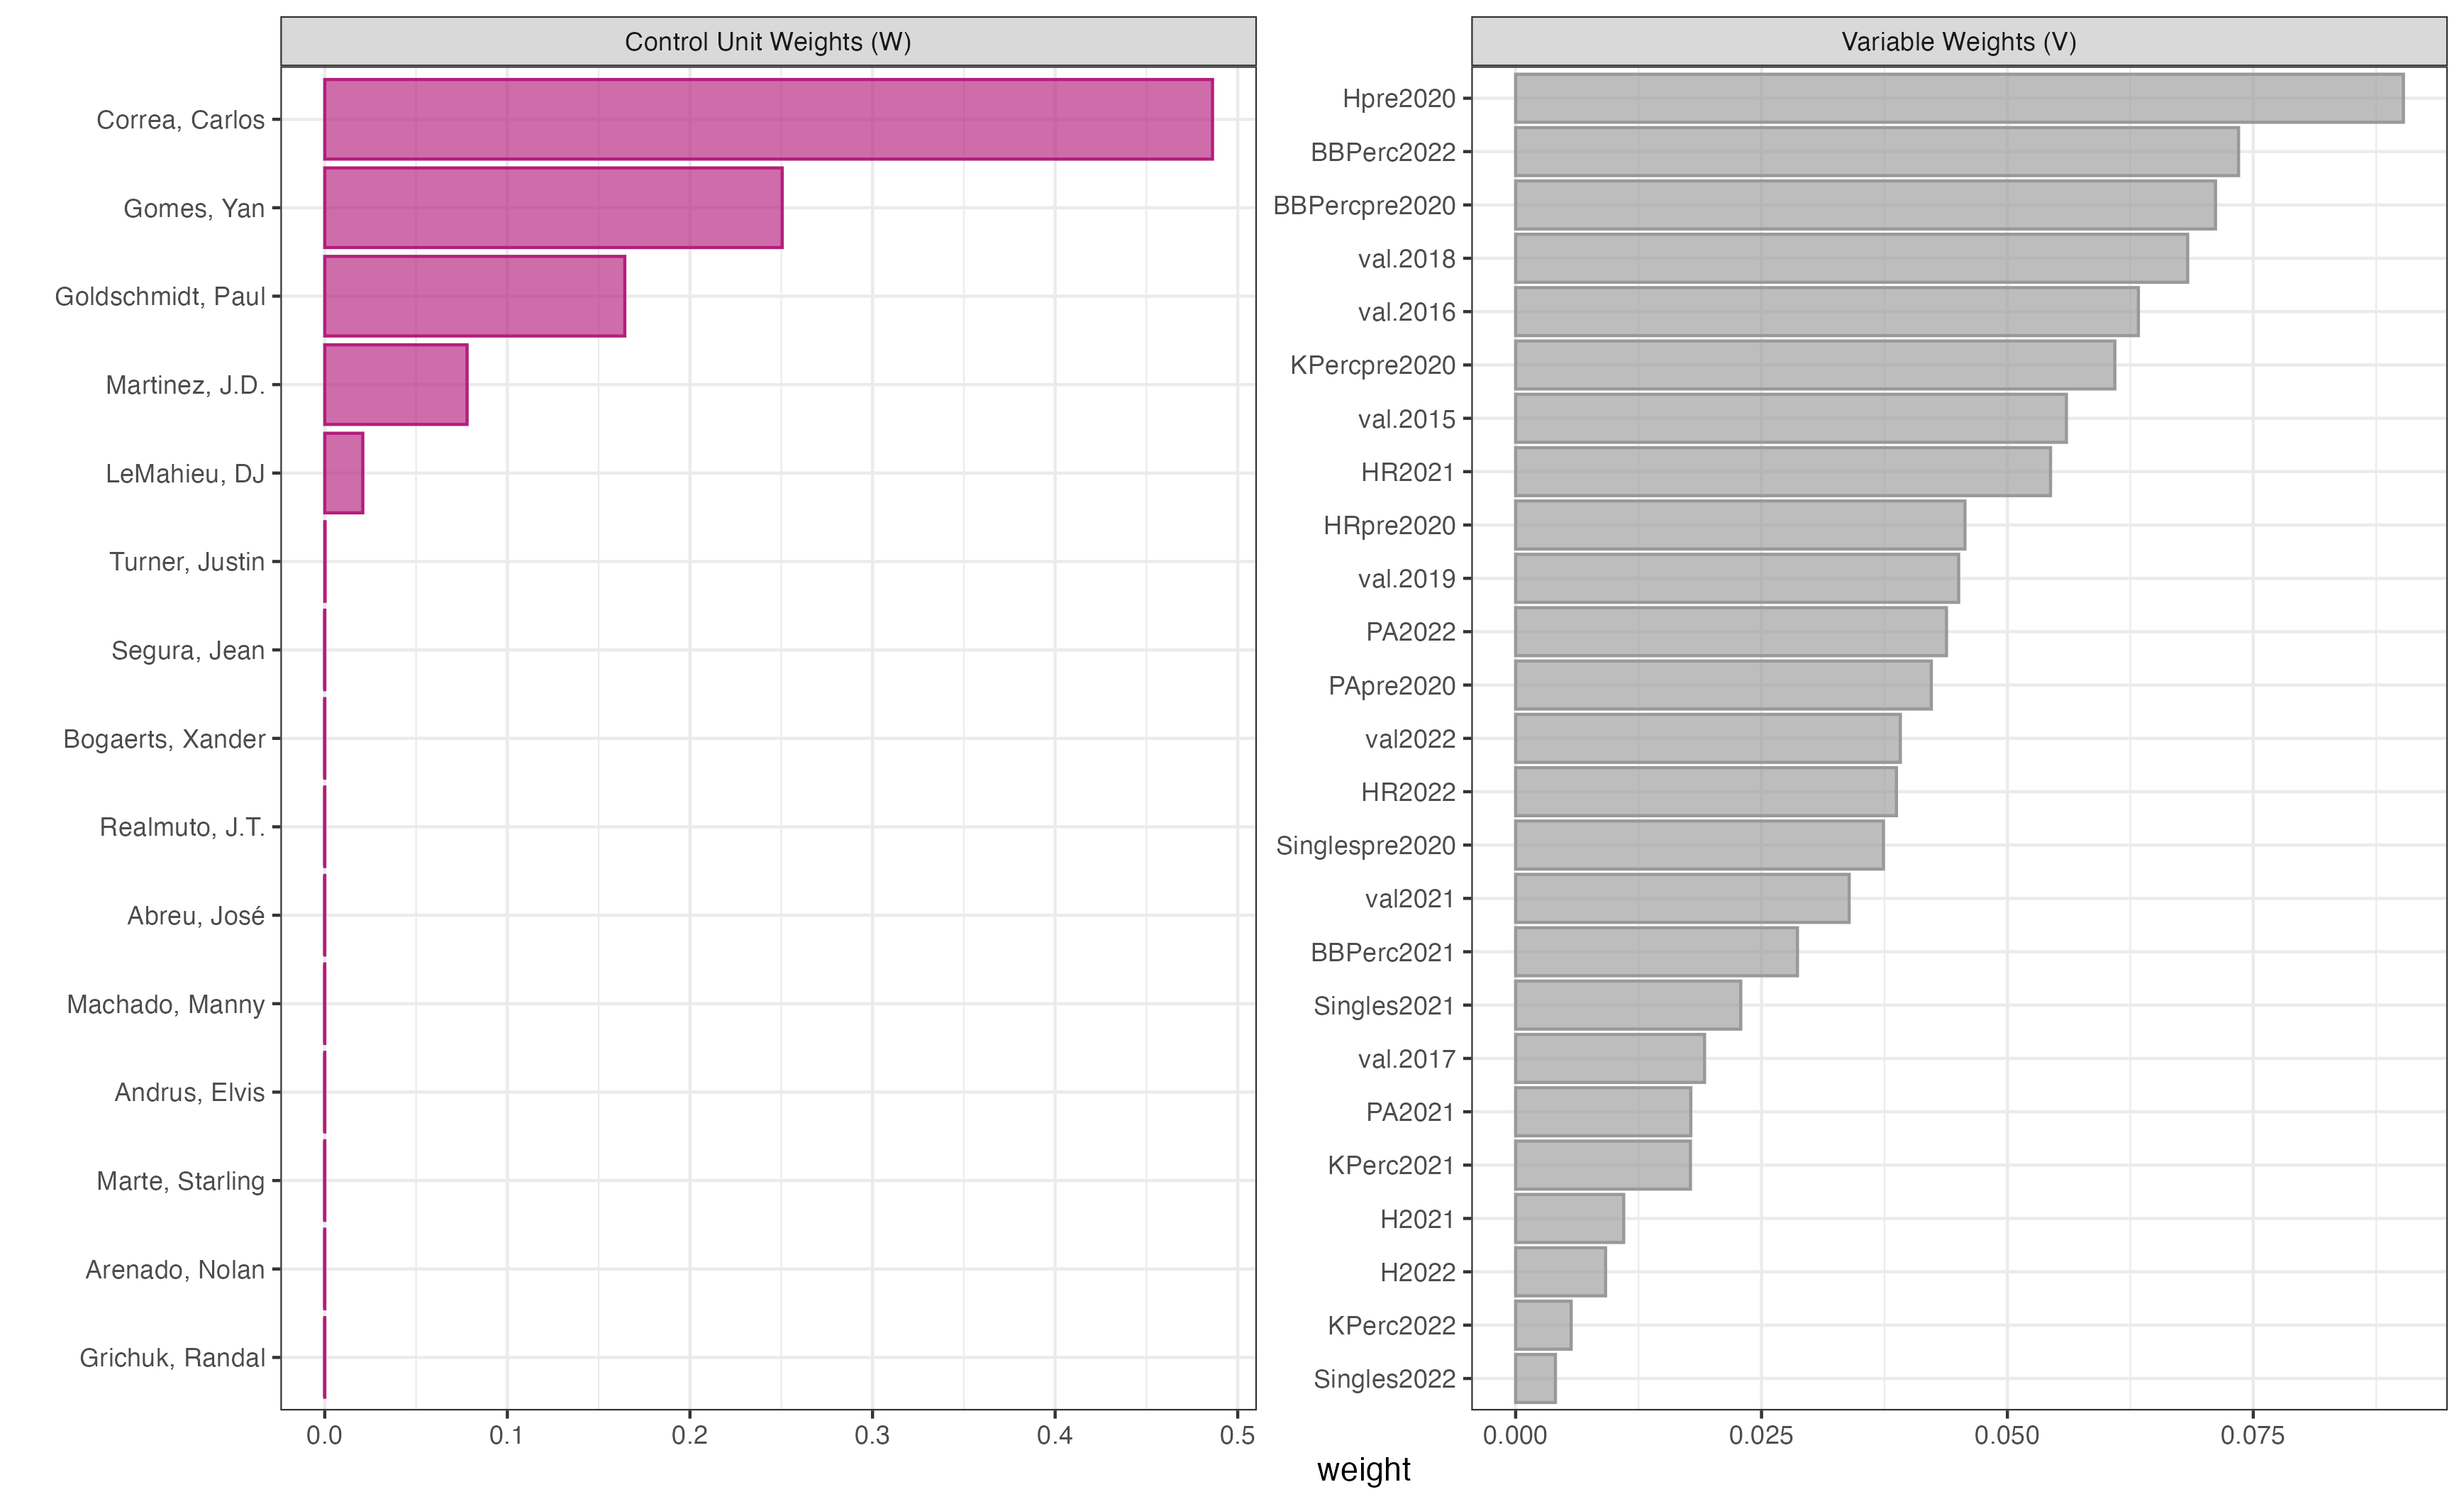 Control Unit Weights (W)
Correa, Carlos
Gomes, Yan
Goldschmidt, Paul
Martinez, J.D.
LeMahieu, DJ
Turner, Justin
Segura, Jean
Bogaerts, Xander
Realmuto, J.T.
Abreu, José
Machado, Manny
Andrus, Elvis
Marte, Starling
Arenado, Nolan
Grichuk, Randal
0.0 0.1 0.2 0.3 0.4 0.5
Variable Weights (V)
Hpre2020
BBPerc2022
BBPercpre2020
val.2018
val.2016
KPercpre2020
val.2015
HR2021
HRpre2020
val.2019
PA2022
PApre2020
val2022
HR2022
Singlespre2020
val2021
BBPerc2021
Singles2021
val.2017
PA2021
KPerc2021
H2021
H2022
KPerc2022
Singles2022
0.000 0.025 0.050 0.075
weight